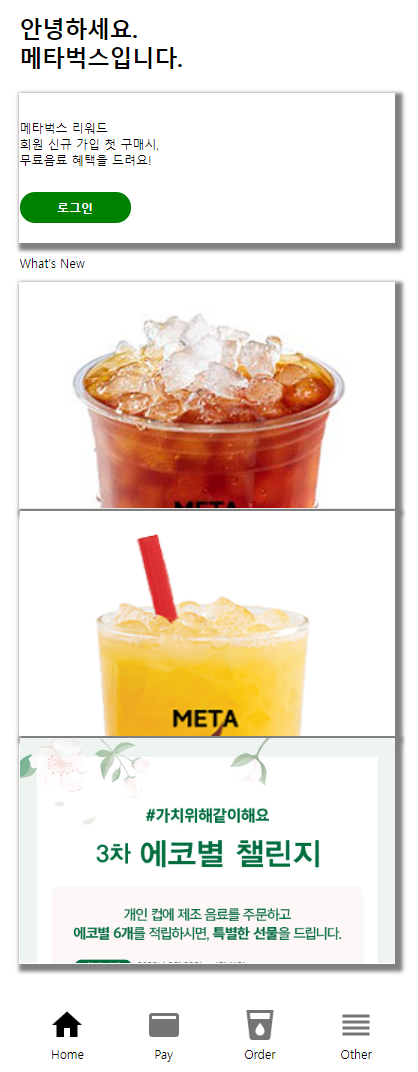 안녕하세요.
메타벅스입니다.
메타벅스 리워드
회원 신규 가입 첫 구매시,
무료음료 혜택을 드려요!
로그인
What's New
META
META
#가치위해같이해요
3차 에코별 챌린지
개인 컵에 제조 음료를 주문하고
에코별 6개를 적립하시면, 특별한 선물을 드립니다.
Home
Pay
Order
Other